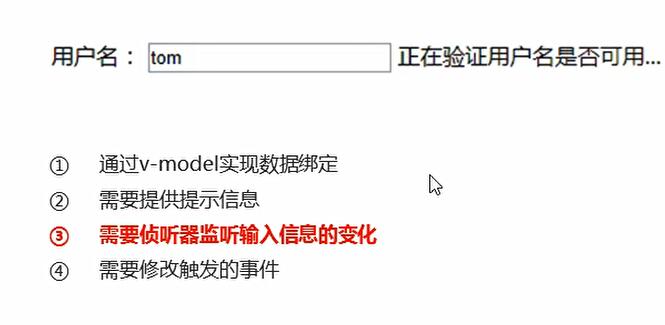 用户名： tom 正在验证用户名是否可用...
① 通过v-model实现数据绑定
② 需要提供提示信息
③ 需要侦听器监听输入信息的变化
④ 需要修改触发的事件